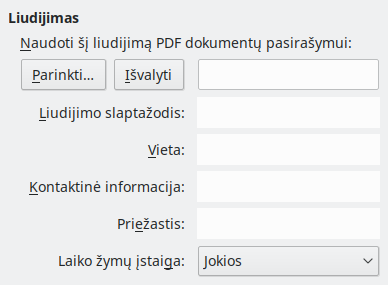 Liudijimas
Naudoti šį liudijimą PDF dokumentų pasirašymui:
Parinkti... Išvalyti
Liudijimo slaptažodis:
Vieta:
Kontaktinė informacija:
Priežastis:
Laiko žymų įstaiga: Jokios